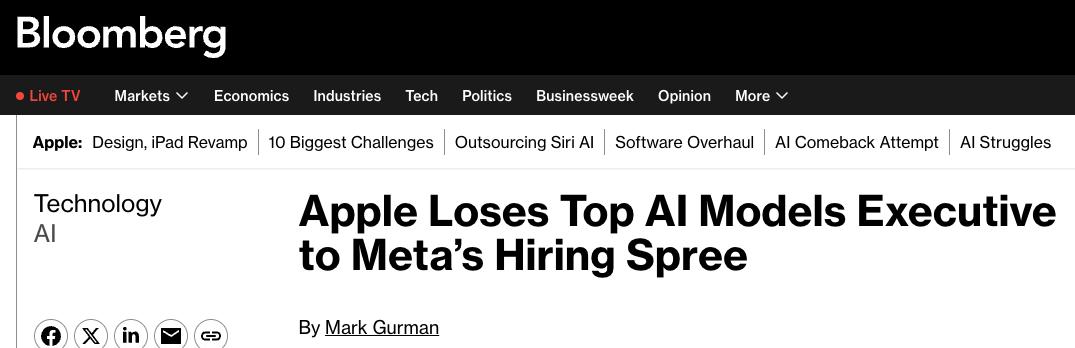 Bloomberg
Live TV Markets Economics Industries Tech Politics Businessweek Opinion More
Apple: Design, iPad Revamp 10 Biggest Challenges Outsourcing Siri AI Software Overhaul AI Comeback Attempt AI Struggles
Technology
AI
Apple Loses Top AI Models Executive
to Meta’s Hiring Spree
By Mark Gurman